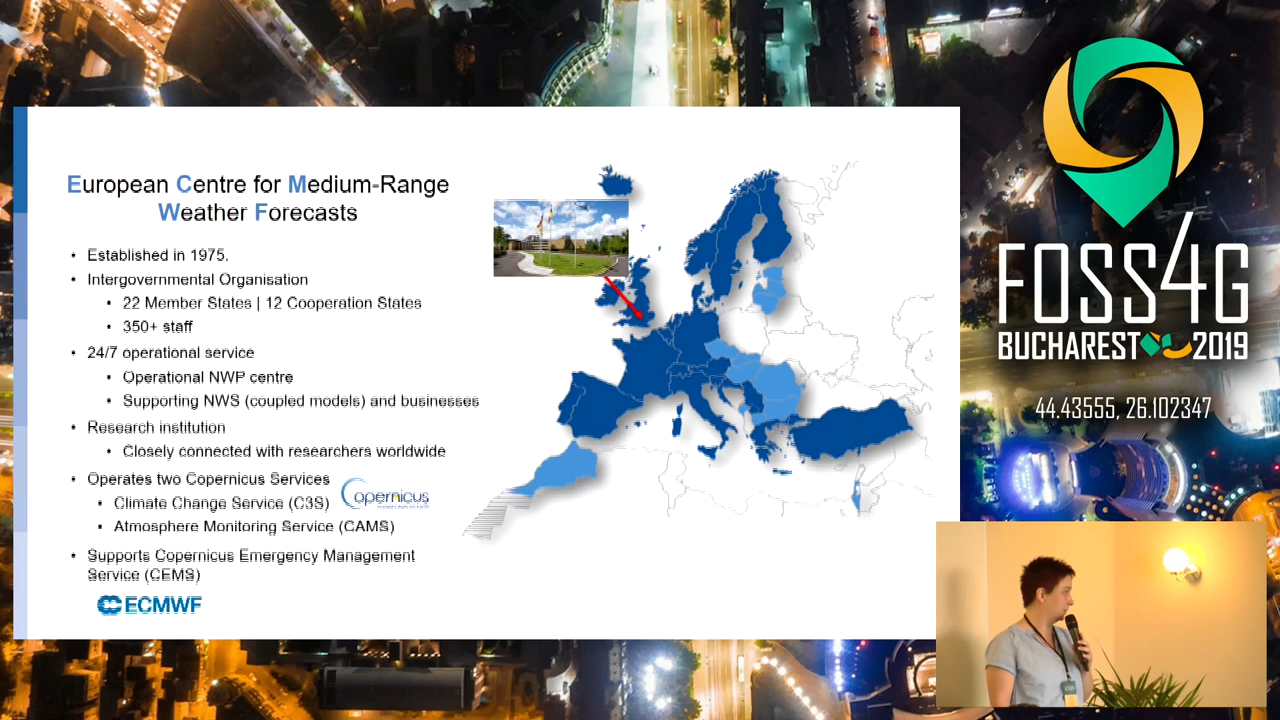 European Centre for Medium-Range
Weather Forecasts
• Established in 1975.
• Intergovernmental Organisation
• 22 Member States | 12 Cooperation States
• 350+ staff
• 24/7 operational service
• Operational NWP centre
• Supporting NWS (coupled models) and businesses
• Research institution
• Closely connected with researchers worldwide
• Operates two Copernicus Services
• Climate Change Service (C3S)
• Atmosphere Monitoring Service (CAMS)
opernicus
• Supports Copernicus Emergency Management
Service (CEMS)
ECMWF
FOSS4G
BUCHAREST 2019
44.43555, 26.102347